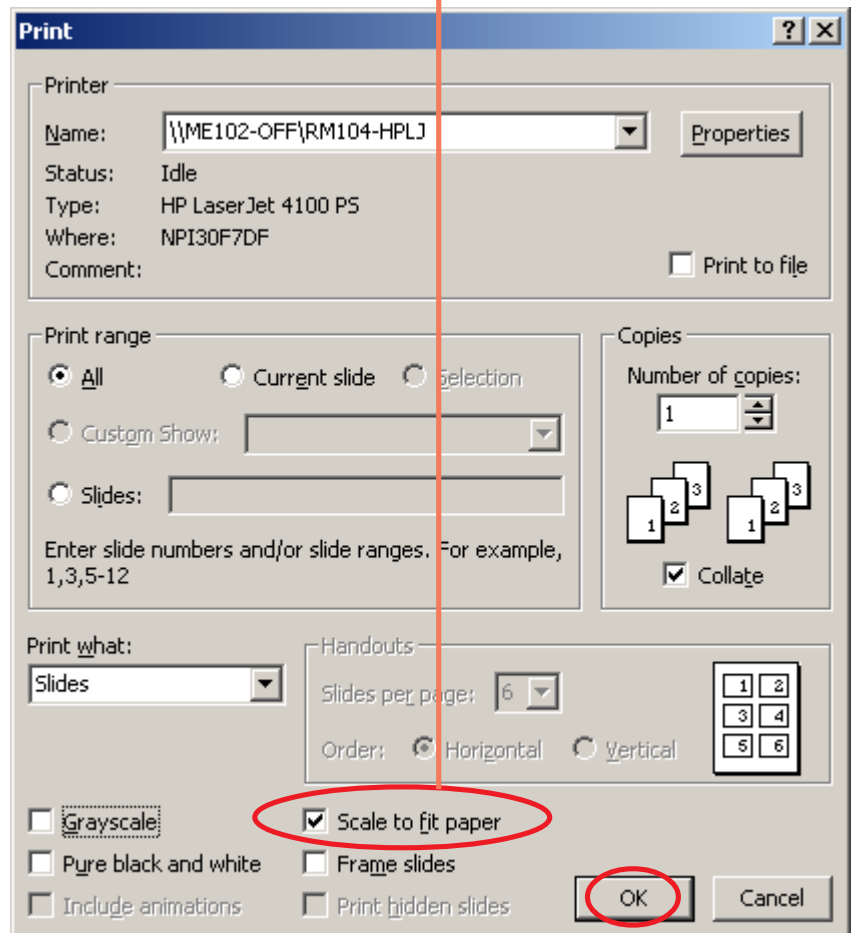 Print
Printer
Name: \\ME102-OFF\RM104-HPLJ Properties
Status: Idle
Type: HP LaserJet 4100 PS
Where: NPI30F7DF
Comment: Print to file
Print range
All Current slide Selection
Custom Show:
Slides:
Enter slide numbers and/or slide ranges. For example,
1,3,5-12
Copies
Number of copies:
1
1 2 3 1 2 3
Collate
Print what:
Slides
Handouts
Slides per page: 6
Order: Horizontal Vertical
1 2
3 4
5 6
Grayscale Scale to fit paper
Pure black and white Frame slides
Include animations Print hidden slides
OK Cancel